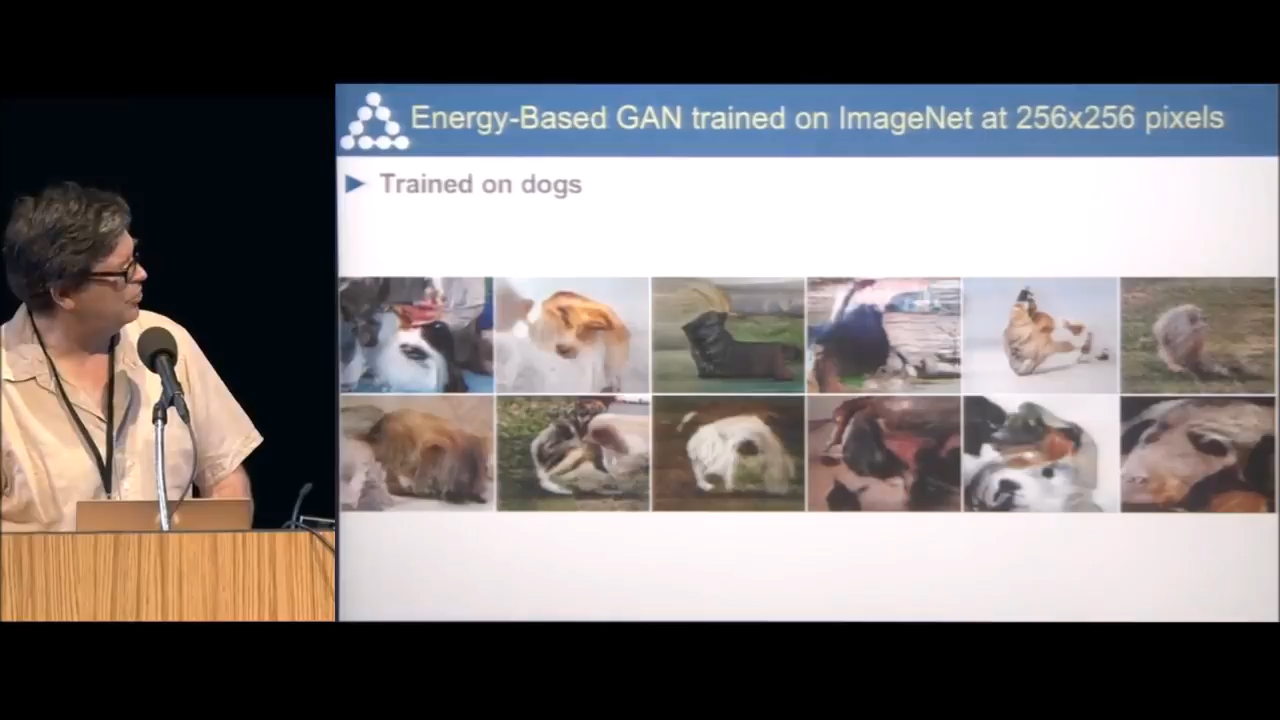 Energy-Based GAN trained on ImageNet at 256x256 pixels
Trained on dogs